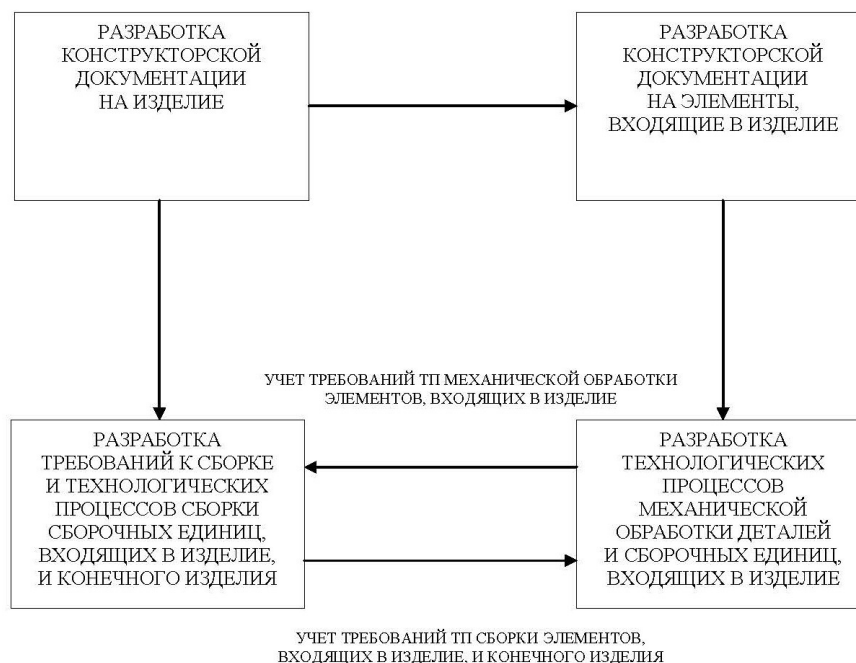 РАЗРАБОТКА
КОНСТРУКТОРСКОЙ
ДОКУМЕНТАЦИИ
НА ИЗДЕЛИЕ
РАЗРАБОТКА
КОНСТРУКТОРСКОЙ
ДОКУМЕНТАЦИИ
НА ЭЛЕМЕНТЫ,
ВХОДЯЩИЕ В ИЗДЕЛИЕ
УЧЕТ ТРЕБОВАНИЙ ТП МЕХАНИЧЕСКОЙ ОБРАБОТКИ
ЭЛЕМЕНТОВ, ВХОДЯЩИХ В ИЗДЕЛИЕ
РАЗРАБОТКА
ТРЕБОВАНИЙ К СБОРКЕ
И ТЕХНОЛОГИЧЕСКИХ
ПРОЦЕССОВ СБОРКИ
СБОРОЧНЫХ ЕДИНИЦ,
ВХОДЯЩИХ В ИЗДЕЛИЕ,
И КОНЕЧНОГО ИЗДЕЛИЯ
РАЗРАБОТКА
ТЕХНОЛОГИЧЕСКИХ
ПРОЦЕССОВ
МЕХАНИЧЕСКОЙ
ОБРАБОТКИ ДЕТАЛЕЙ
И СБОРОЧНЫХ ЕДИНИЦ,
ВХОДЯЩИХ В ИЗДЕЛИЕ
УЧЕТ ТРЕБОВАНИЙ ТП СБОРКИ ЭЛЕМЕНТОВ,
ВХОДЯЩИХ В ИЗДЕЛИЕ, И КОНЕЧНОГО ИЗДЕЛИЯ